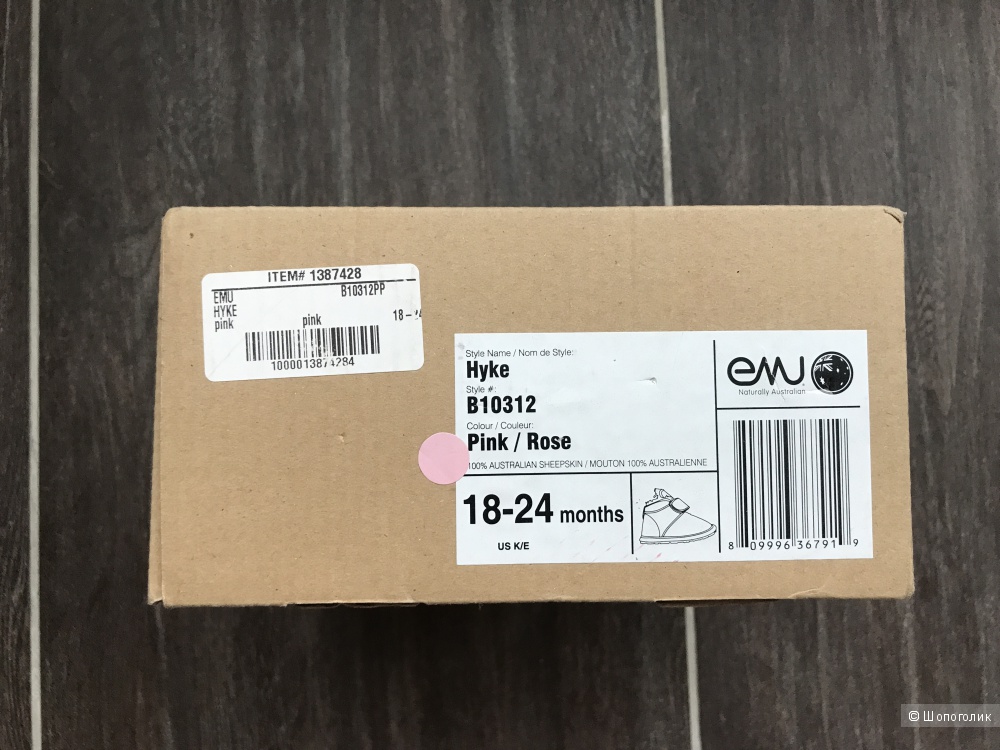 ITEM# 1387428
EMU B10312PP
HYKE
pink pink 18-24
1000013874284
Style Name / Nom de Style:
Hyke
Style #:
B10312
Colour / Couleur:
Pink / Rose
100% AUSTRALIAN SHEEPSKIN / MOUTON 100% AUSTRALIENNE
18-24 months
US K/E
emu
Naturally Australian
8 09996 36791 9
© Шопоголик